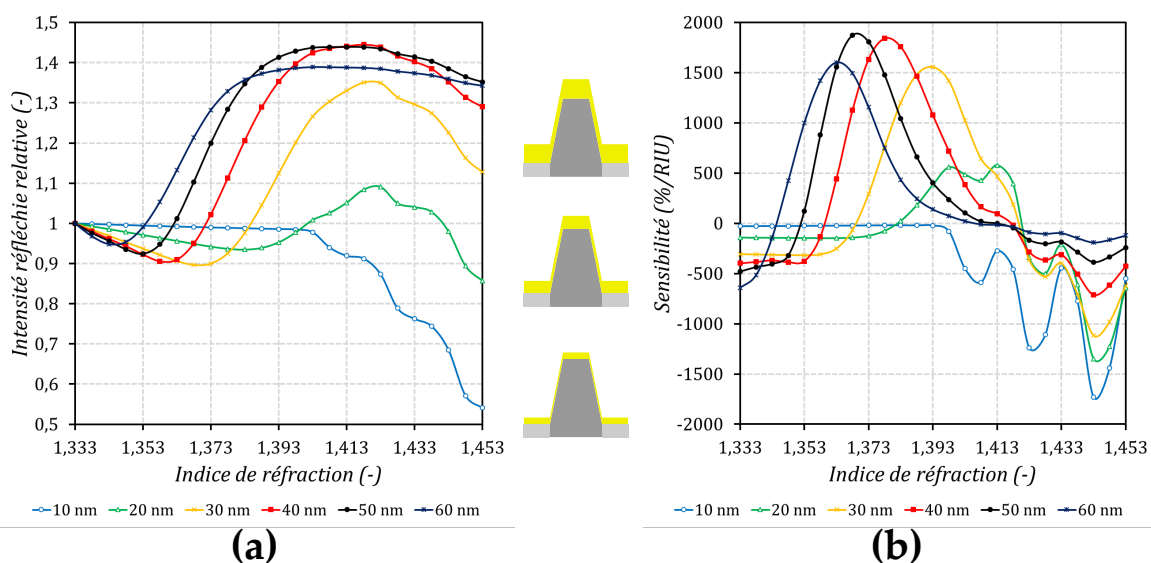 Intensité réfléchie relative (-)
1,5
1,4
1,3
1,2
1,1
1
0,9
0,8
0,7
0,6
0,5
1,333 1,353 1,373 1,393 1,413 1,433 1,453
Indice de réfraction (-)
10 nm 20 nm 30 nm 40 nm 50 nm 60 nm
(a)
Sensibilité (%/RIU)
2000
1500
1000
500
0
-500
-1000
-1500
-2000
1,333 1,353 1,373 1,393 1,413 1,433 1,453
Indice de réfraction (-)
10 nm 20 nm 30 nm 40 nm 50 nm 60 nm
(b)